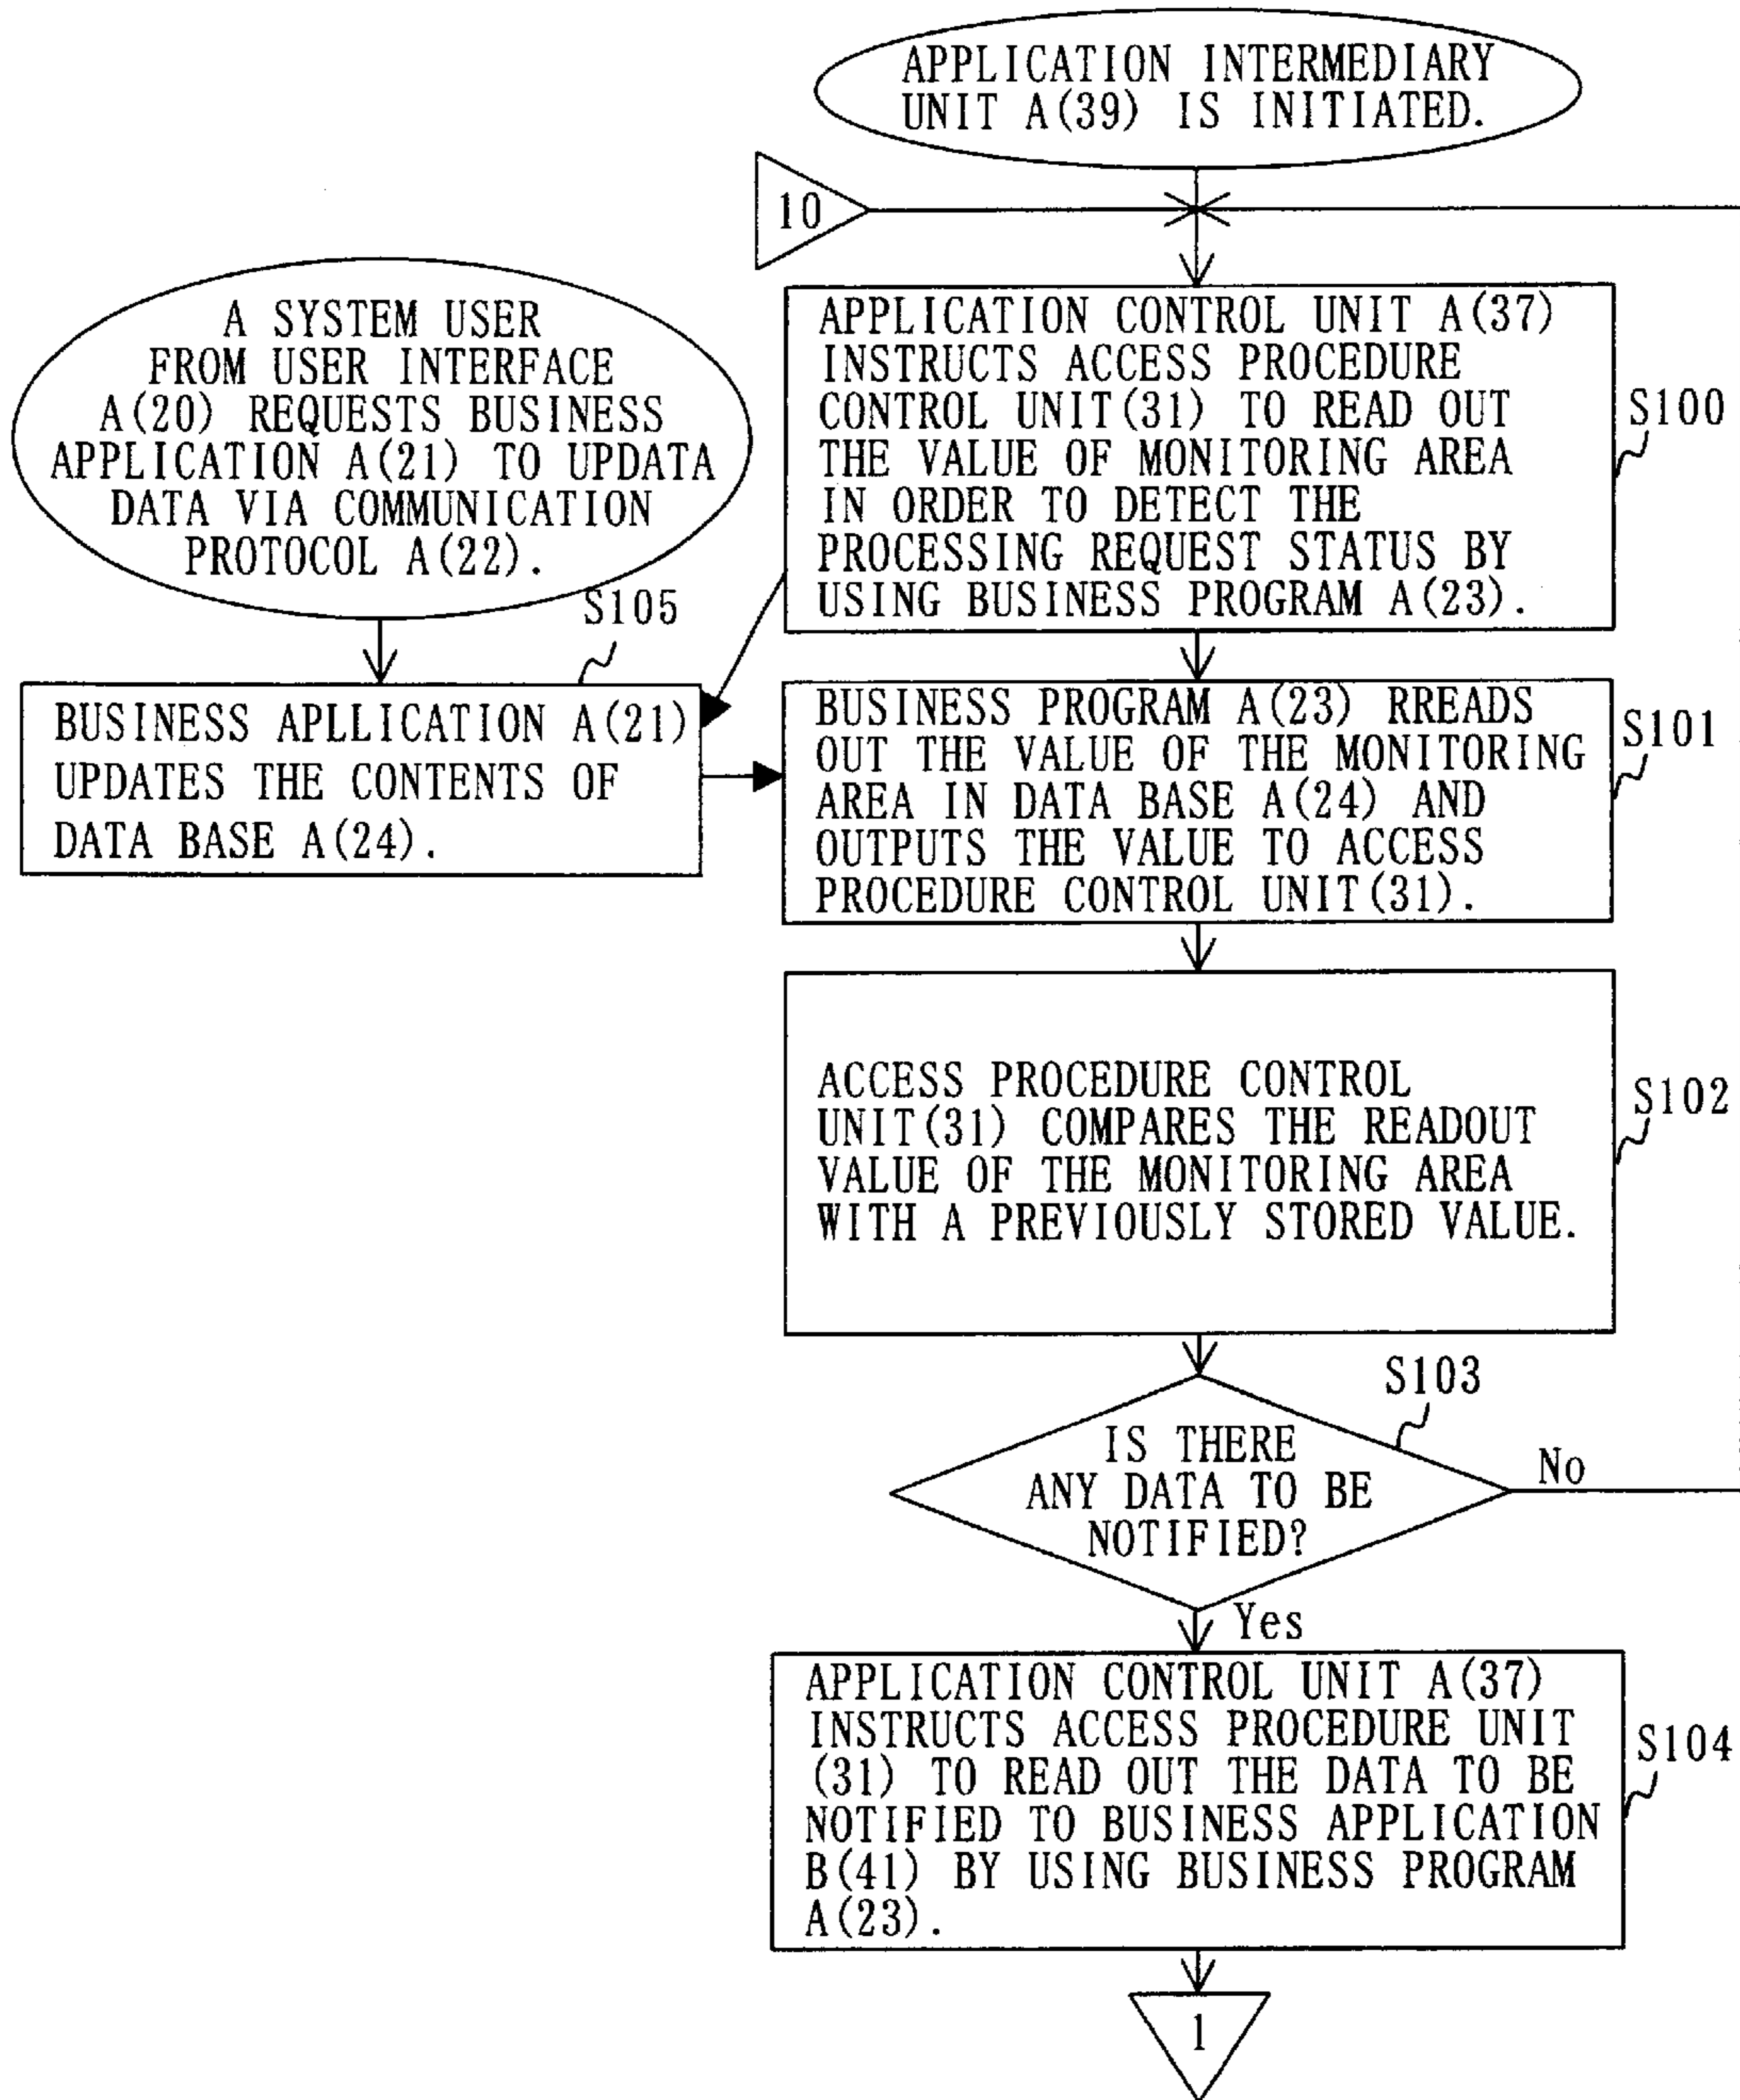 APPLICATION INTERMEDIARY
UNIT A(39) IS INITIATED.
10
A SYSTEM USER
FROM USER INTERFACE
A(20) REQUESTS BUSINESS
APPLICATION A(21) TO UPDATA
DATA VIA COMMUNICATION
PROTOCOL A(22).
APPLICATION CONTROL UNIT A(37)
INSTRUCTS ACCESS PROCEDURE
CONTROL UNIT(31) TO READ OUT
THE VALUE OF MONITORING AREA
IN ORDER TO DETECT THE
PROCESSING REQUEST STATUS BY
USING BUSINESS PROGRAM A(23).
S100
S105
BUSINESS APLLICATION A(21)
UPDATES THE CONTENTS OF
DATA BASE A(24).
BUSINESS PROGRAM A(23) RREADS
OUT THE VALUE OF THE MONITORING
AREA IN DATA BASE A(24) AND
OUTPUTS THE VALUE TO ACCESS
PROCEDURE CONTROL UNIT(31).
S101
ACCESS PROCEDURE CONTROL
UNIT(31) COMPARES THE READOUT
VALUE OF THE MONITORING AREA
WITH A PREVIOUSLY STORED VALUE.
S102
S103
IS THERE
ANY DATA TO BE
NOTIFIED?
No
Yes
APPLICATION CONTROL UNIT A(37)
INSTRUCTS ACCESS PROCEDURE UNIT
(31) TO READ OUT THE DATA TO BE
NOTIFIED TO BUSINESS APPLICATION
B(41) BY USING BUSINESS PROGRAM
A(23).
S104
1